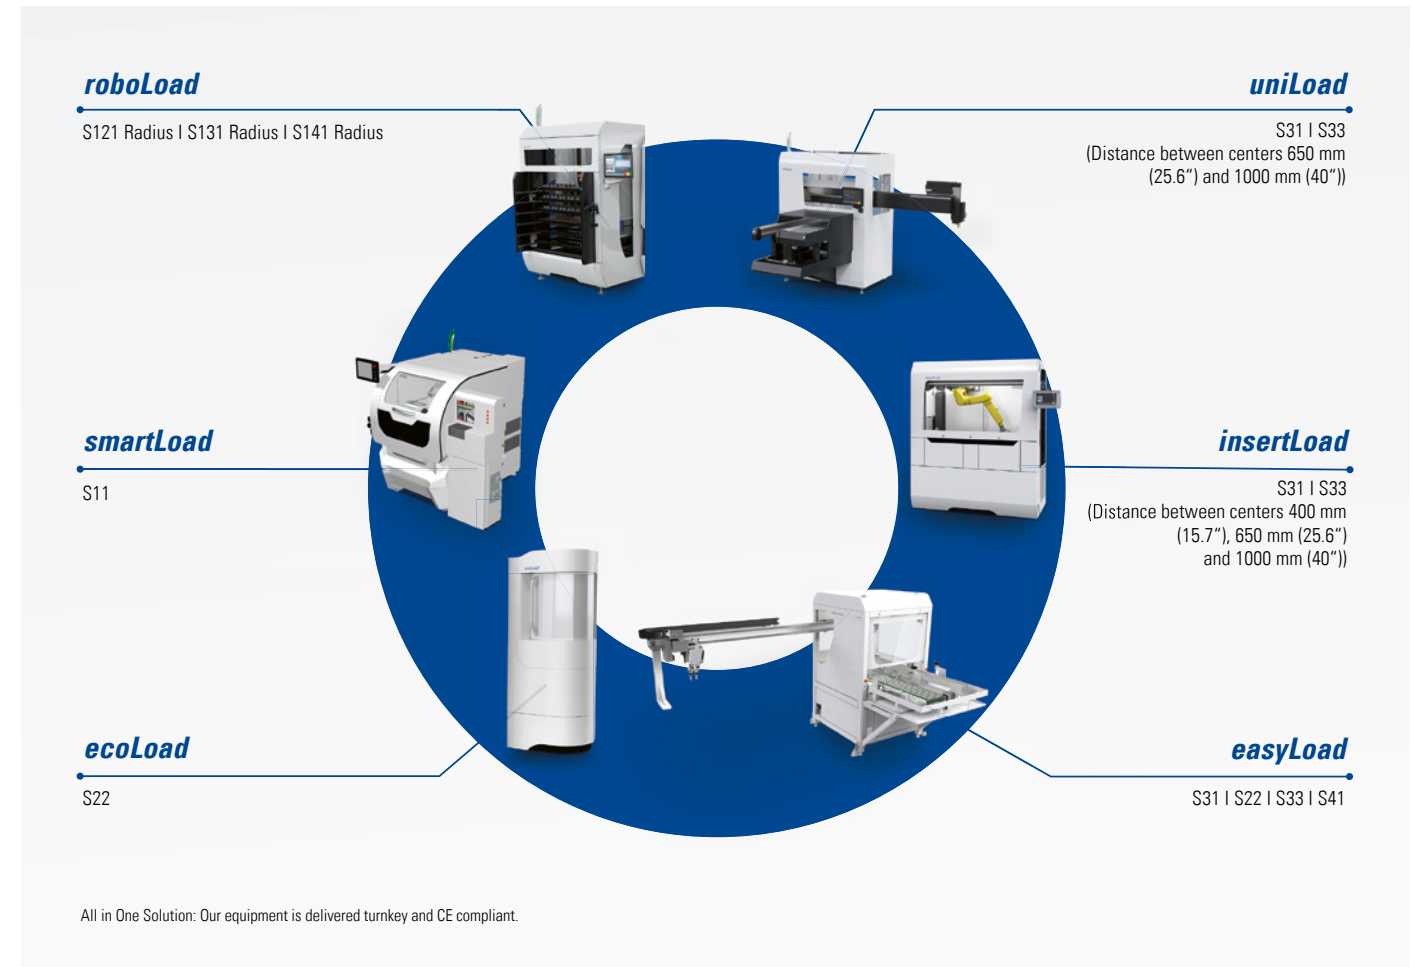 roboLoad
S121 Radius I S131 Radius I S141 Radius
uniLoad
S31 I S33
(Distance between centers 650 mm
(25.6“) and 1000 mm (40“))
smartLoad
S11
insertLoad
S31 I S33
(Distance between centers 400 mm
(15.7“), 650 mm (25.6“)
and 1000 mm (40“))
ecoLoad
S22
easyLoad
S31 I S22 I S33 I S41
All in One Solution: Our equipment is delivered turnkey and CE compliant.